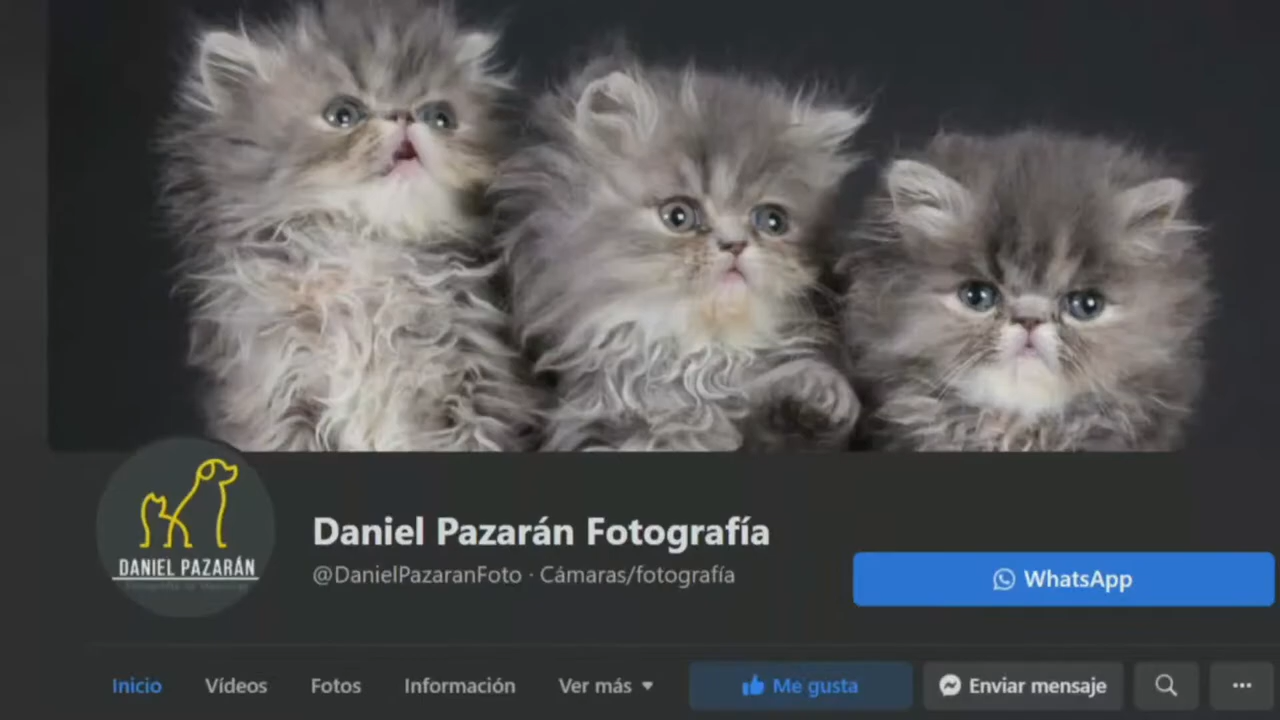 DANIEL PAZARÁN
Daniel Pazarán Fotografía
@DanielPazaranFoto · Cámaras/fotografía
WhatsApp
Inicio Vídeos Fotos Información Ver más Me gusta Enviar mensaje